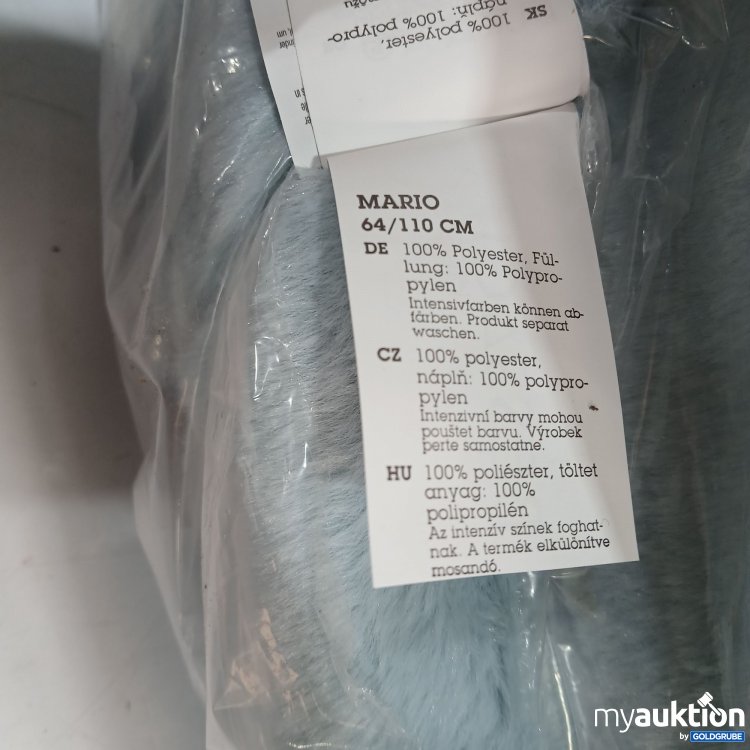 SK 100% polyester,
náplň: 100% polypro-
MARIO
64/110 CM
DE 100% Polyester, Fül-
lung: 100% Polypro-
pylen
Intensivfarben können ab-
färben. Produkt separat
waschen.
CZ 100% polyester,
náplň: 100% polypro-
pylen
Intenzivní barvy mohou
pouštet barvu. Výrobek
perte samostatne.
HU 100% poliészter, töltet
anyag: 100%
polipropilén
Az intenzív színek foghat-
nak. A termék elkülönítve
mosandó.
myauktion
by GOLDGRUBE